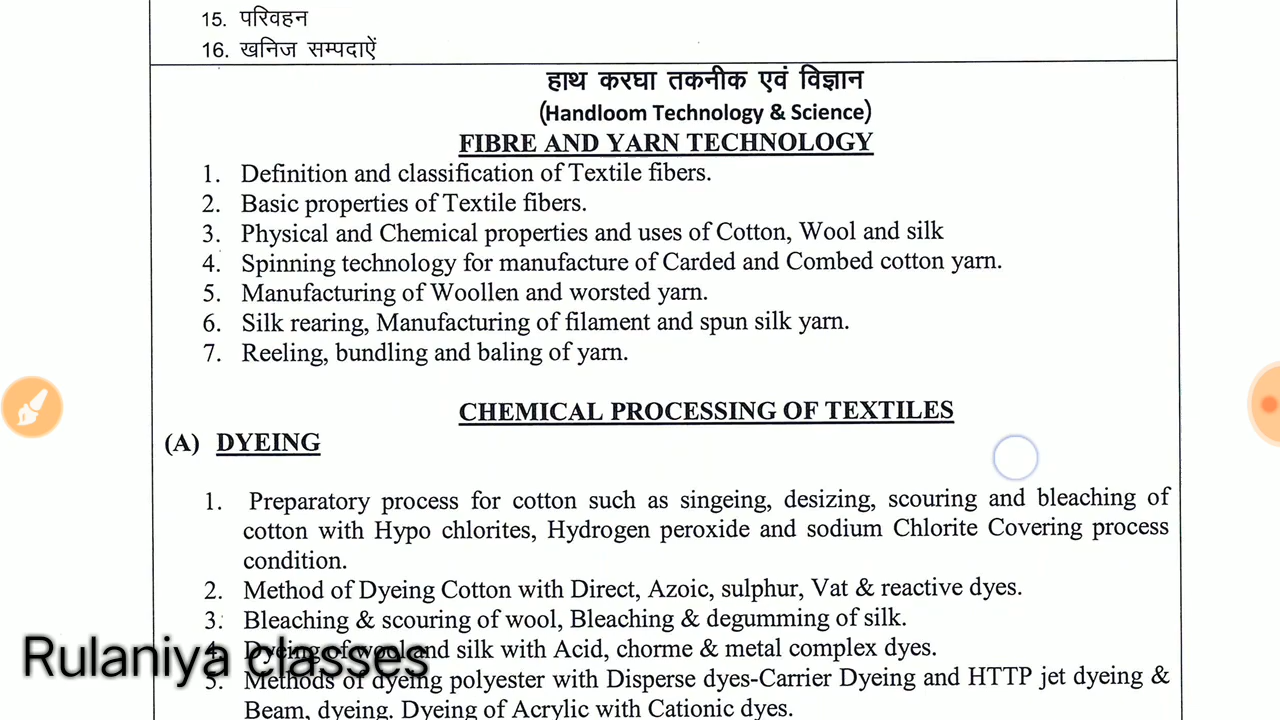 15. परिवहन
16. खनिज सम्पदाऐं
हाथ करघा तकनीक एवं विज्ञान
(Handloom Technology & Science)
FIBRE AND YARN TECHNOLOGY
1. Definition and classification of Textile fibers.
2. Basic properties of Textile fibers.
3. Physical and Chemical properties and uses of Cotton, Wool and silk
4. Spinning technology for manufacture of Carded and Combed cotton yarn.
5. Manufacturing of Woollen and worsted yarn.
6. Silk rearing, Manufacturing of filament and spun silk yarn.
7. Reeling, bundling and baling of yarn.
CHEMICAL PROCESSING OF TEXTILES
(A) DYEING
1. Preparatory process for cotton such as singeing, desizing, scouring and bleaching of
cotton with Hypo chlorites, Hydrogen peroxide and sodium Chlorite Covering process
condition.
2. Method of Dyeing Cotton with Direct, Azoic, sulphur, Vat & reactive dyes.
3. Bleaching & scouring of wool, Bleaching & degumming of silk.
4. Dyeing of wool and silk with Acid, chorme & metal complex dyes.
Rulaniya classes
5. Methods of dyeing polyester with Disperse dyes-Carrier Dyeing and HTTP jet dyeing &
Beam, dyeing. Dyeing of Acrylic with Cationic dyes.